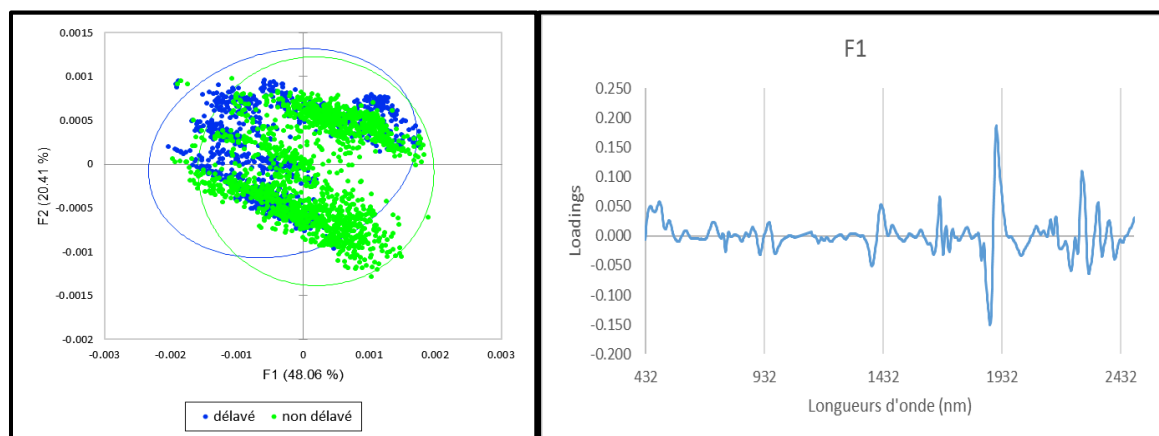 0.0015
0.001
0.0005
0
-0.0005
-0.001
-0.0015
-0.002
F2 (20.41 %)
-0.003 -0.002 -0.001 0 0.001 0.002 0.003
F1 (48.06 %)
délavé non délavé
F1
0.250
0.200
0.150
0.100
0.050
0.000
-0.050
-0.100
-0.150
-0.200
Loadings
432 932 1432 1932 2432
Longueurs d'onde (nm)